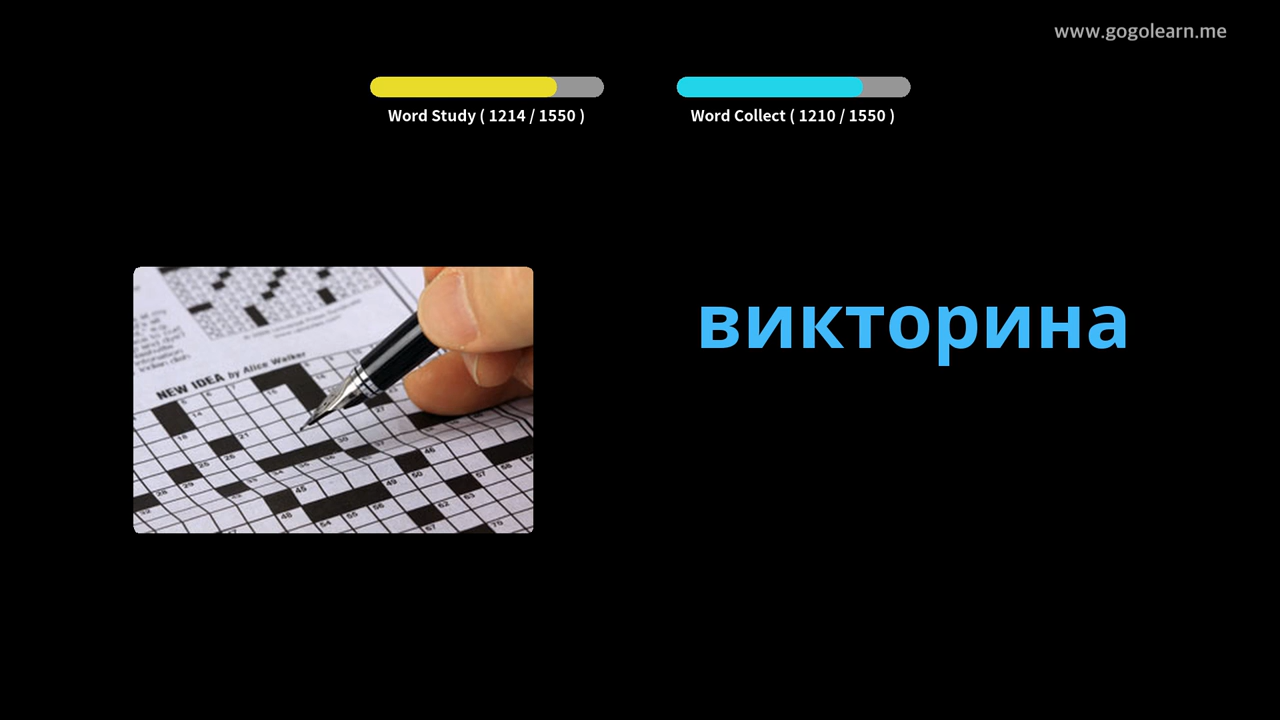 www.gogolearn.me
Word Study ( 1214 / 1550 )
Word Collect ( 1210 / 1550 )
викторина
NEW IDEA by Alice Walker